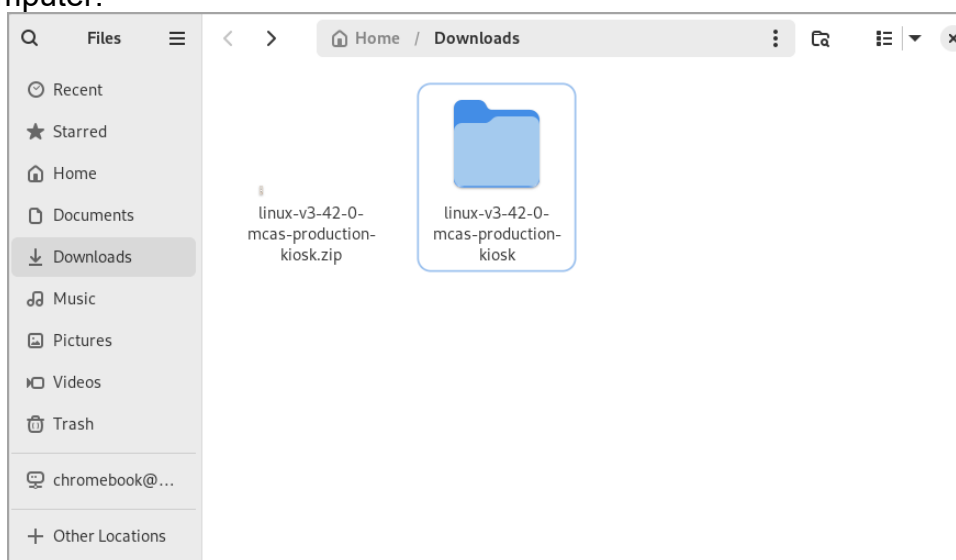 Files
Home / Downloads
Recent
Starred
Home
Documents
Downloads
Music
Pictures
Videos
Trash
chromebook@...
+ Other Locations
linux-v3-42-0-
mcas-production-
kiosk.zip
linux-v3-42-0-
mcas-production-
kiosk